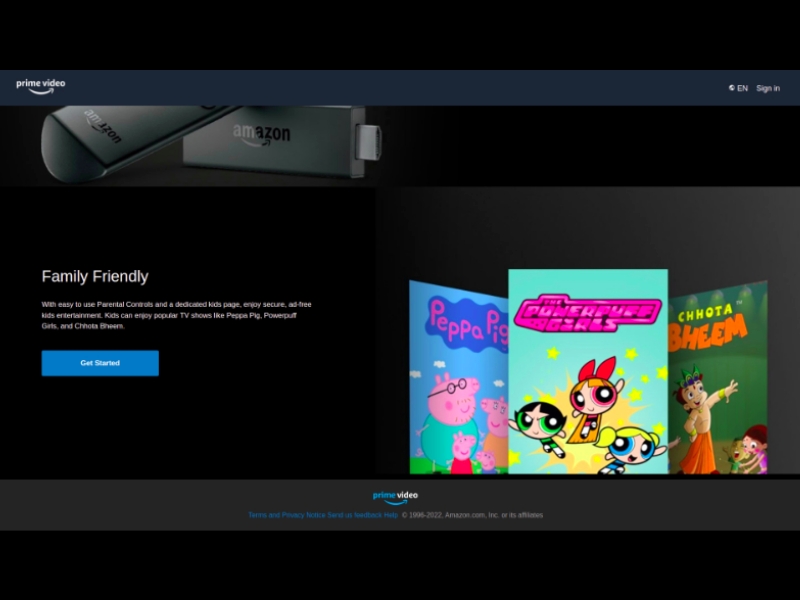 prime video
EN Sign in
amazon
amazon
Family Friendly
With easy to use Parental Controls and a dedicated kids page, enjoy secure, ad-free
kids entertainment. Kids can enjoy popular TV shows like Peppa Pig, Powerpuff
Girls, and Chhota Bheem.
Get Started
Peppa Pig
THE
POWERPUFF
GIRLS
CHHOTA
BHEEM
TM
prime video
Terms and Privacy Notice Send us feedback Help © 1996-2022, Amazon.com, Inc. or its affiliates